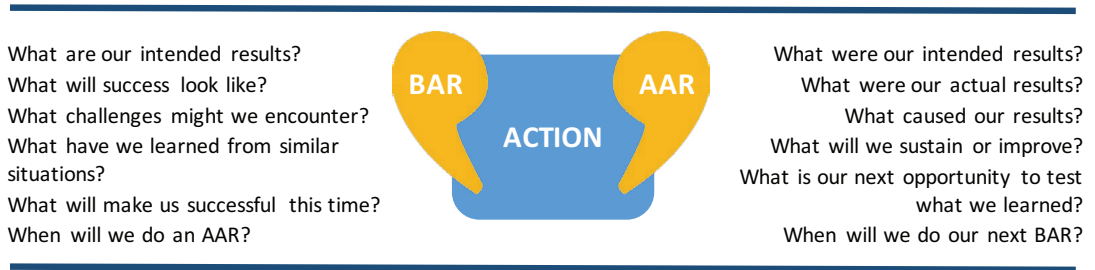 What are our intended results?
What will success look like?
What challenges might we encounter?
What have we learned from similar
situations?
What will make us successful this time?
When will we do an AAR?
BAR
ACTION
AAR
What were our intended results?
What were our actual results?
What caused our results?
What will we sustain or improve?
What is our next opportunity to test
what we learned?
When will we do our next BAR?